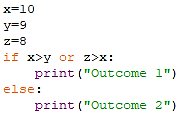 x=10
y=9
z=8
if x>y or z>x:
    print("Outcome 1")
else:
    print("Outcome 2")